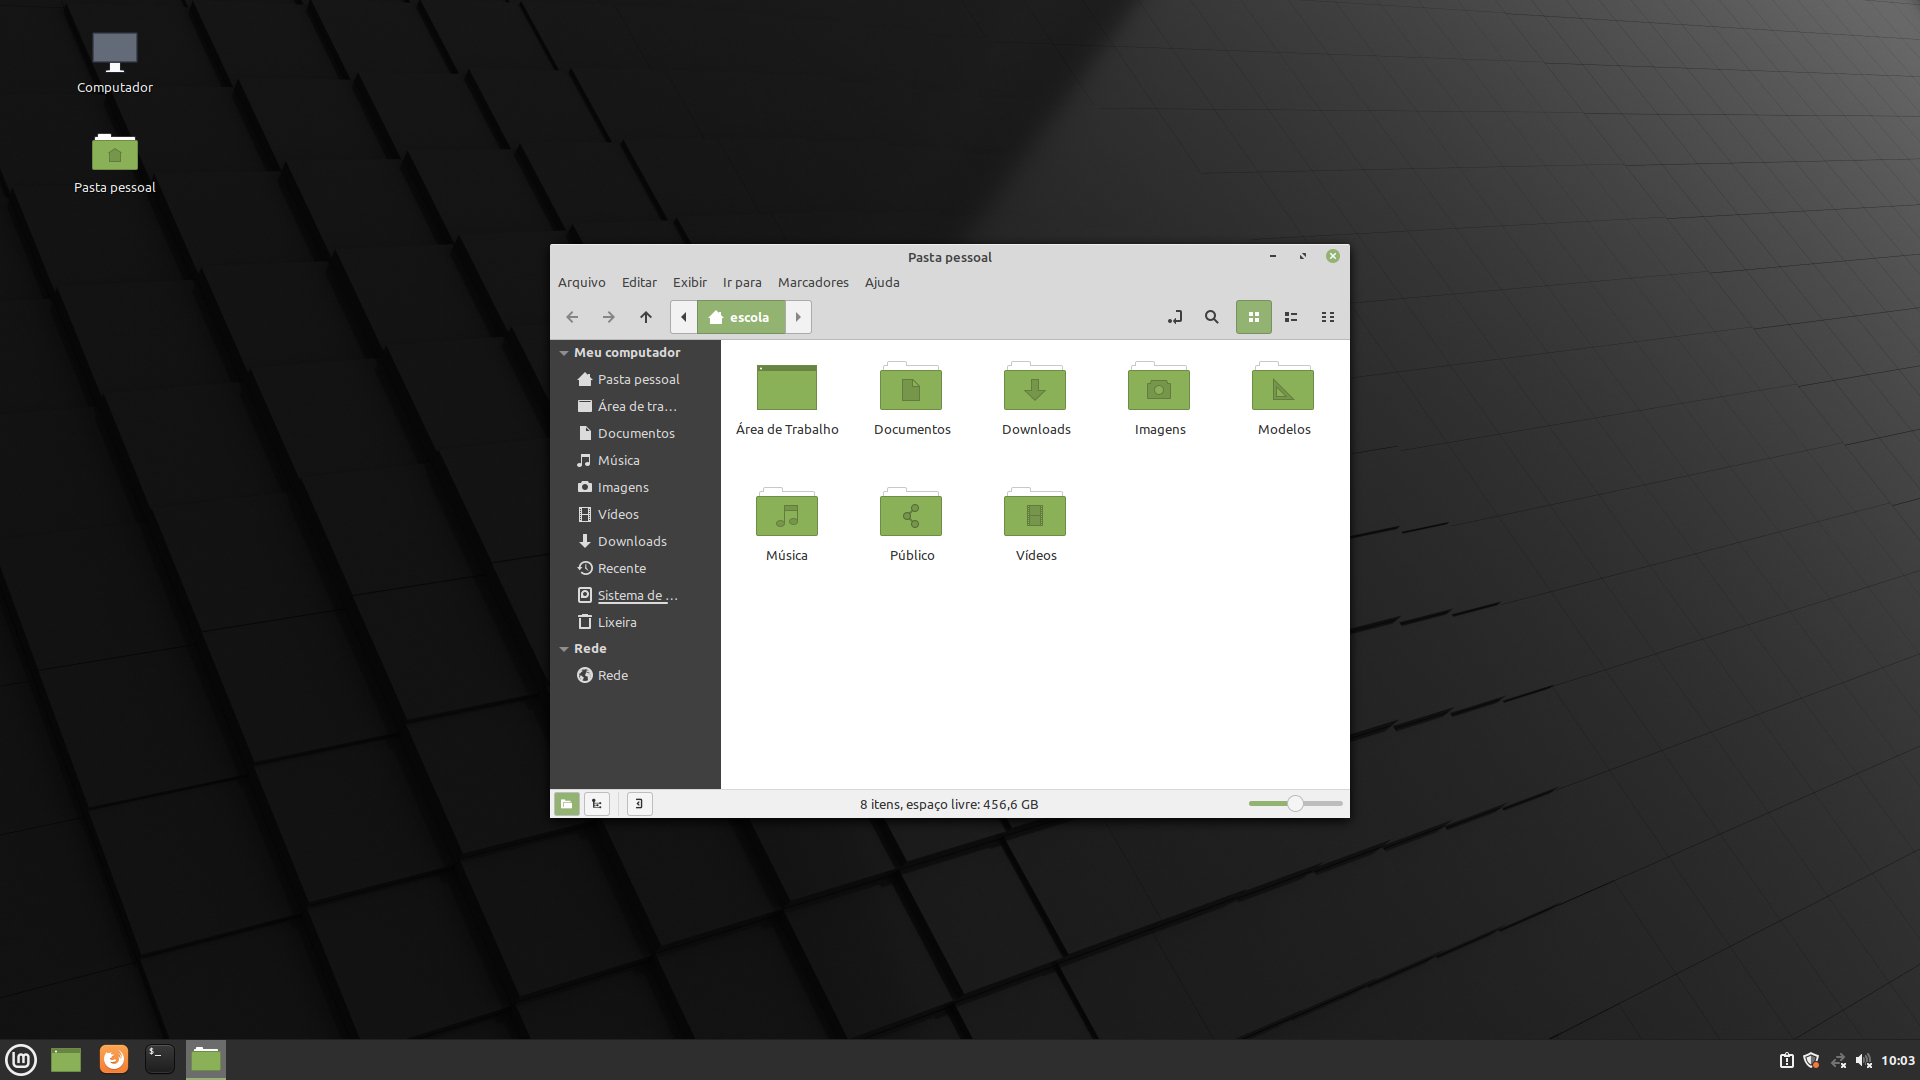 Computador
Pasta pessoal
Pasta pessoal
Arquivo Editar Exibir Ir para Marcadores Ajuda
escola
Meu computador
Pasta pessoal
Área de tra...
Documentos
Música
Imagens
Vídeos
Downloads
Recente
Sistema de ...
Lixeira
Rede
Rede
Área de Trabalho Documentos Downloads Imagens Modelos
Música Público Vídeos
8 itens, espaço livre: 456,6 GB
lm
$_
10:03